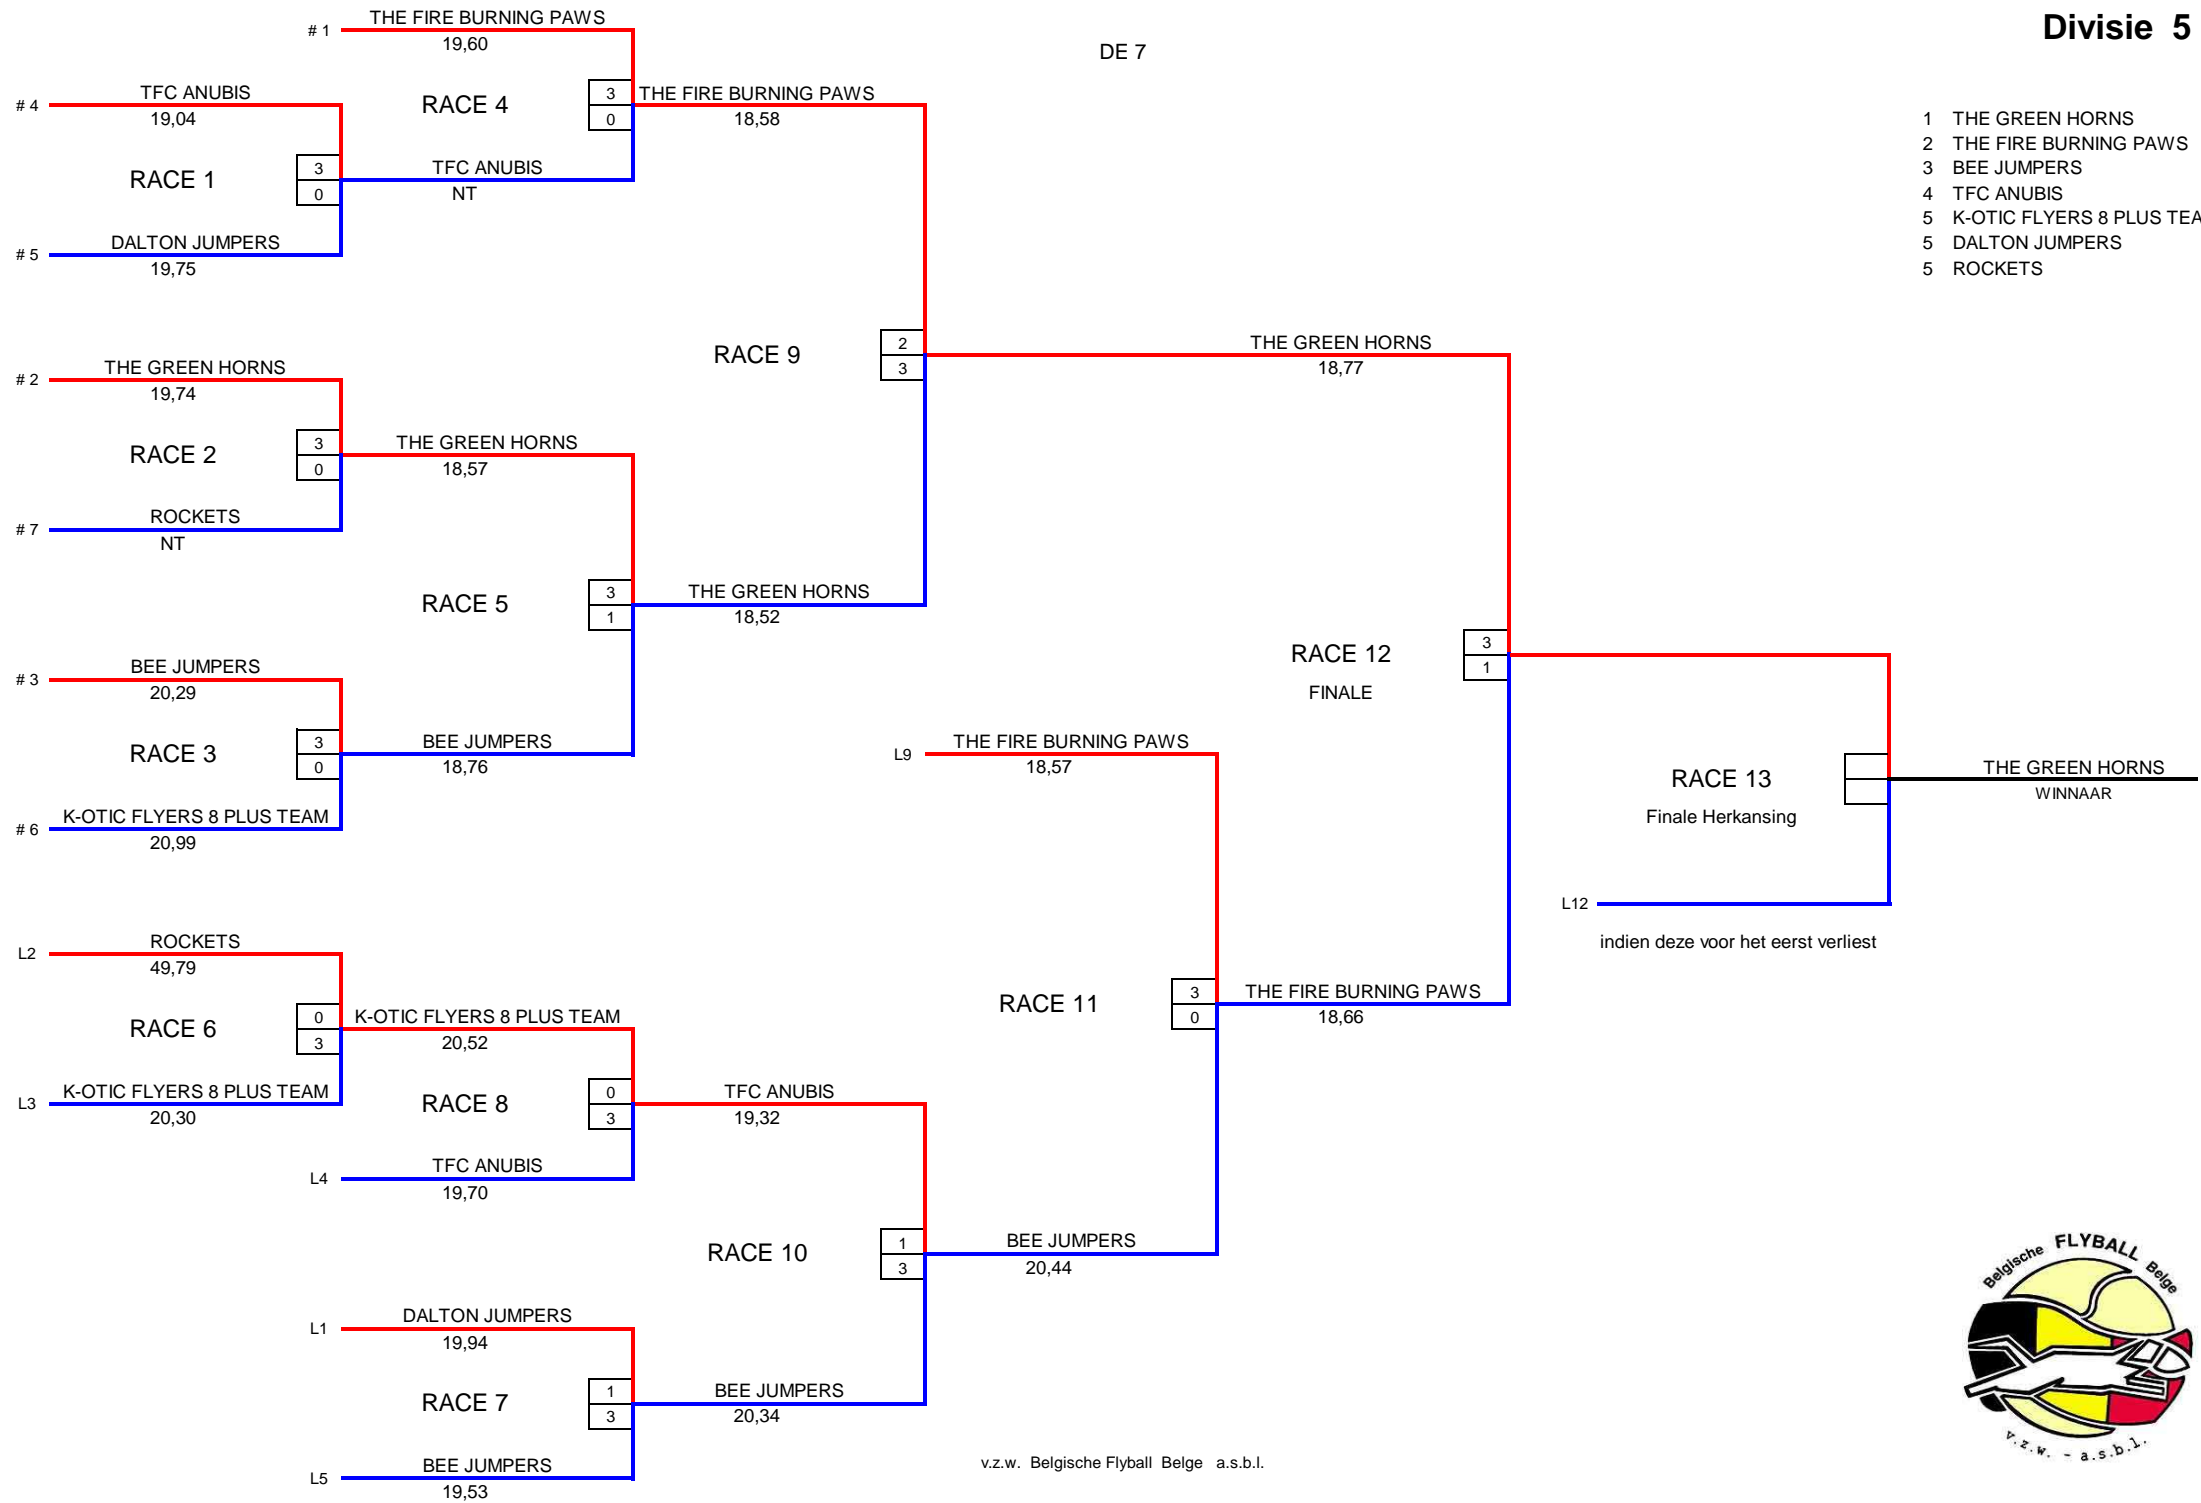 Divisie 5
DE 7
1 THE GREEN HORNS
2 THE FIRE BURNING PAWS
3 BEE JUMPERS
4 TFC ANUBIS
5 K-OTIC FLYERS 8 PLUS TEA
5 DALTON JUMPERS
5 ROCKETS
# 1 THE FIRE BURNING PAWS
19,60
# 4 TFC ANUBIS
19,04
RACE 1
3
0
# 5 DALTON JUMPERS
19,75
RACE 4
3
0
TFC ANUBIS
NT
THE FIRE BURNING PAWS
18,58
# 2 THE GREEN HORNS
19,74
RACE 2
3
0
# 7 ROCKETS
NT
THE GREEN HORNS
18,57
RACE 5
3
1
THE GREEN HORNS
18,52
# 3 BEE JUMPERS
20,29
RACE 3
3
0
# 6 K-OTIC FLYERS 8 PLUS TEAM
20,99
BEE JUMPERS
18,76
RACE 9
2
3
THE GREEN HORNS
18,77
RACE 12
3
1
FINALE
L9 THE FIRE BURNING PAWS
18,57
RACE 13
Finale Herkansing
THE GREEN HORNS
WINNAAR
L12
indien deze voor het eerst verliest
L2 ROCKETS
49,79
RACE 6
0
3
L3 K-OTIC FLYERS 8 PLUS TEAM
20,30
K-OTIC FLYERS 8 PLUS TEAM
20,52
RACE 8
0
3
L4 TFC ANUBIS
19,70
TFC ANUBIS
19,32
RACE 11
3
0
THE FIRE BURNING PAWS
18,66
RACE 10
1
3
BEE JUMPERS
20,44
L1 DALTON JUMPERS
19,94
RACE 7
1
3
L5 BEE JUMPERS
19,53
BEE JUMPERS
20,34
v.z.w. Belgische Flyball Belge a.s.b.l.
Belgische FLYBALL Belge
v.z.w. - a.s.b.l.